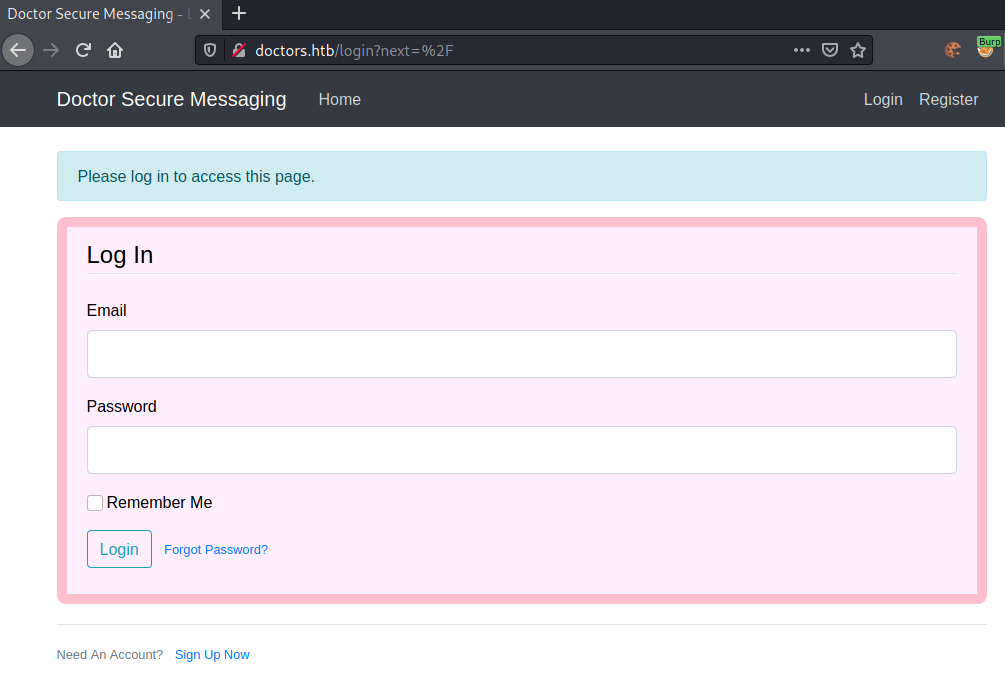 Doctor Secure Messaging - L
doctors.htb/login?next=%2F
Burp
Doctor Secure Messaging Home Login Register
Please log in to access this page.
Log In
Email
Password
Remember Me
Login Forgot Password?
Need An Account? Sign Up Now